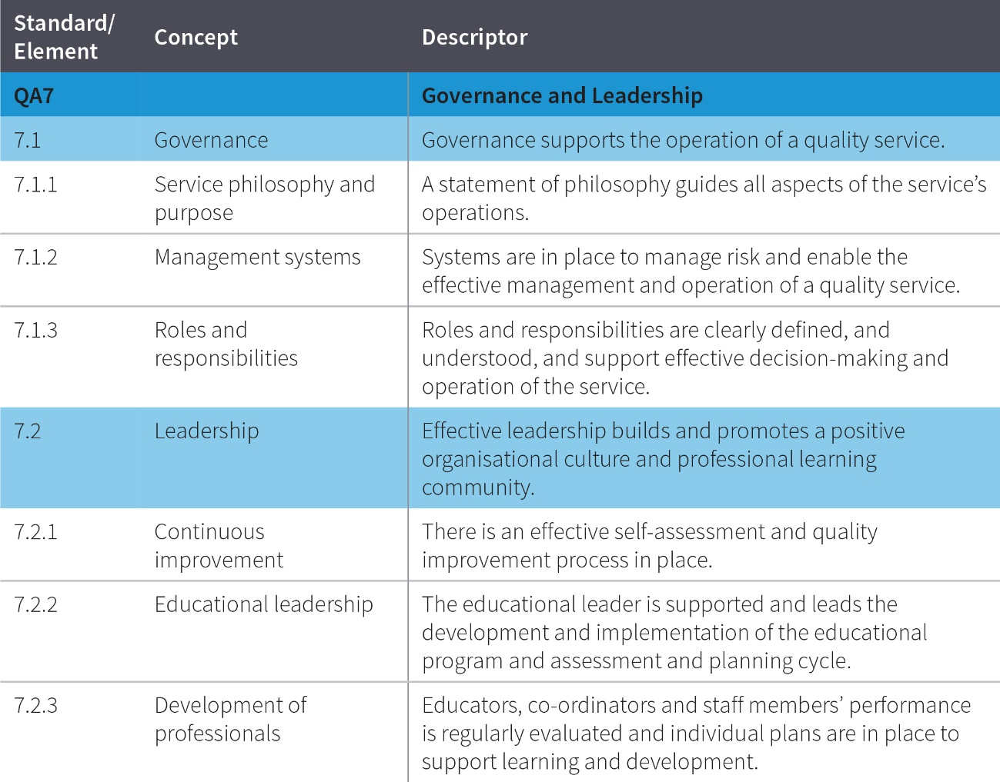 Standard/
Element
Concept
Descriptor
QA7
Governance and Leadership
7.1
Governance
Governance supports the operation of a quality service.
7.1.1
Service philosophy and
purpose
A statement of philosophy guides all aspects of the service’s
operations.
7.1.2
Management systems
Systems are in place to manage risk and enable the
effective management and operation of a quality service.
7.1.3
Roles and
responsibilities
Roles and responsibilities are clearly defined, and
understood, and support effective decision-making and
operation of the service.
7.2
Leadership
Effective leadership builds and promotes a positive
organisational culture and professional learning
community.
7.2.1
Continuous
improvement
There is an effective self-assessment and quality
improvement process in place.
7.2.2
Educational leadership
The educational leader is supported and leads the
development and implementation of the educational
program and assessment and planning cycle.
7.2.3
Development of
professionals
Educators, co-ordinators and staff members’ performance
is regularly evaluated and individual plans are in place to
support learning and development.